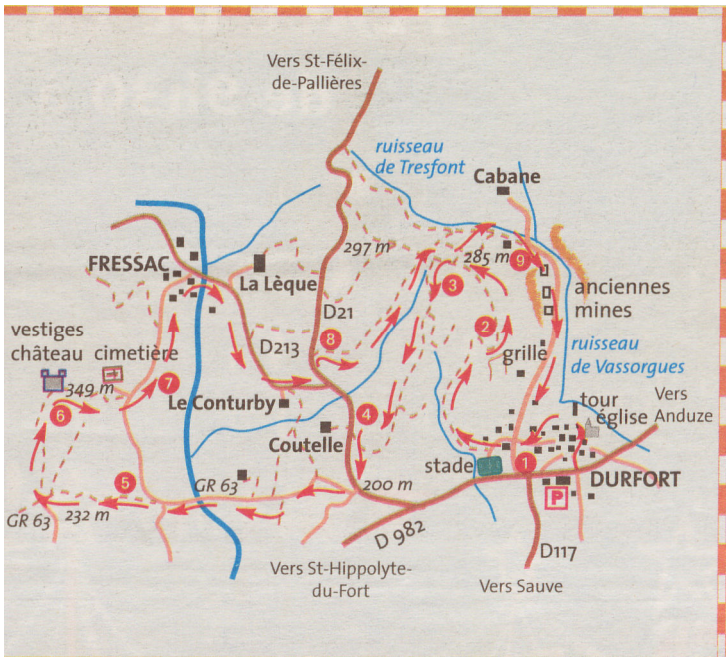 Vers St-Félix-
de-Pallières
ruisseau
de Tresfont
Cabane
297 m
285 m
9
FRESSAC
La Lèque
3
anciennes
mines
D21
2
vestiges
château
cimetière
D213
8
grille
ruisseau
de Vassorgues
349 m
7
6
Le Conturby
4
tour
église
Vers
Anduze
Coutelle
stade
1
DURFORT
5
GR 63
200 m
P
GR 63
232 m
D 982
D117
Vers St-Hippolyte-
du-Fort
Vers Sauve